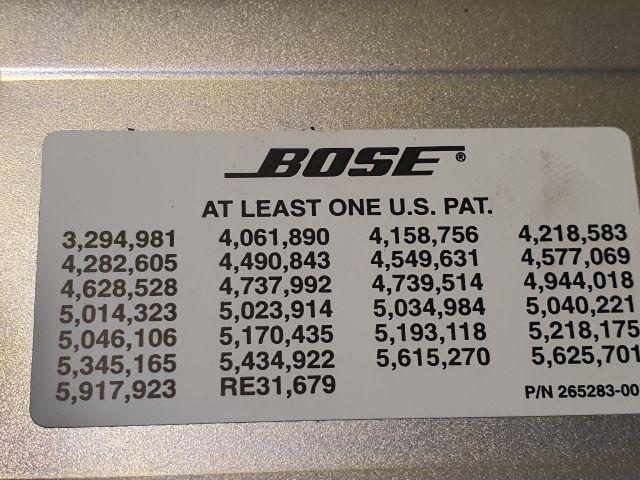 BOSE®
AT LEAST ONE U.S. PAT.
3,294,981 4,061,890 4,158,756 4,218,583
4,282,605 4,490,843 4,549,631 4,577,069
4,628,528 4,737,992 4,739,514 4,944,018
5,014,323 5,023,914 5,034,984 5,040,221
5,046,106 5,170,435 5,193,118 5,218,175
5,345,165 5,434,922 5,615,270 5,625,701
5,917,923 RE31,679 P/N 265283-00